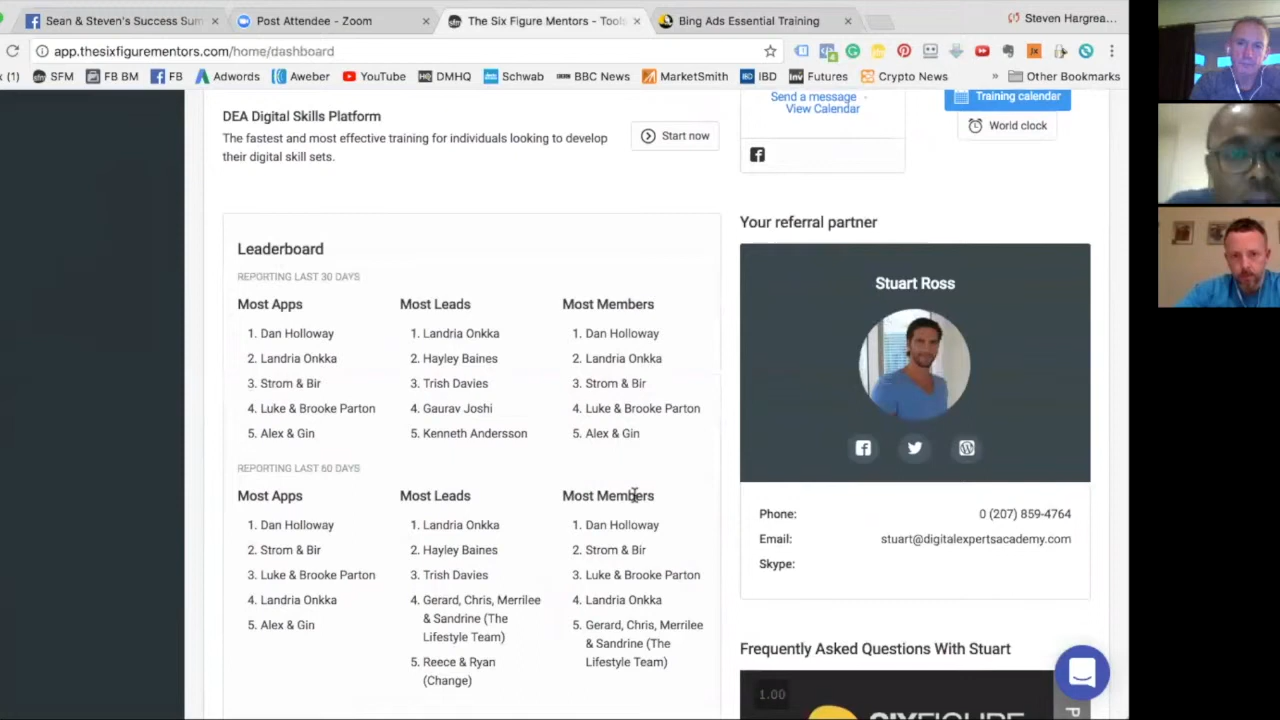 Sean & Steven's Success Sum
Post Attendee - Zoom
The Six Figure Mentors - Tools
Bing Ads Essential Training
Steven Hargrea...
app.thesixfigurementors.com/home/dashboard
(1)
SFM
FB BM
FB
Adwords
Aweber
YouTube
DMHQ
Schwab
BBC News
MarketSmith
IBD
Futures
Crypto News
»
Other Bookmarks
DEA Digital Skills Platform
The fastest and most effective training for individuals looking to develop
their digital skill sets.
Start now
Send a message -
View Calendar
Training calendar
World clock
Leaderboard
REPORTING LAST 30 DAYS
Most Apps
1. Dan Holloway
2. Landria Onkka
3. Strom & Bir
4. Luke & Brooke Parton
5. Alex & Gin
Most Leads
1. Landria Onkka
2. Hayley Baines
3. Trish Davies
4. Gaurav Joshi
5. Kenneth Andersson
Most Members
1. Dan Holloway
2. Landria Onkka
3. Strom & Bir
4. Luke & Brooke Parton
5. Alex & Gin
REPORTING LAST 60 DAYS
Most Apps
1. Dan Holloway
2. Strom & Bir
3. Luke & Brooke Parton
4. Landria Onkka
5. Alex & Gin
Most Leads
1. Landria Onkka
2. Hayley Baines
3. Trish Davies
4. Gerard, Chris, Merrilee
& Sandrine (The
Lifestyle Team)
5. Reece & Ryan
(Change)
Most Members
1. Dan Holloway
2. Strom & Bir
3. Luke & Brooke Parton
4. Landria Onkka
5. Gerard, Chris, Merrilee
& Sandrine (The
Lifestyle Team)
Your referral partner
Stuart Ross
Phone: 0 (207) 859-4764
Email: stuart@digitalexpertsacademy.com
Skype:
Frequently Asked Questions With Stuart
1.00
SIXFIGURE